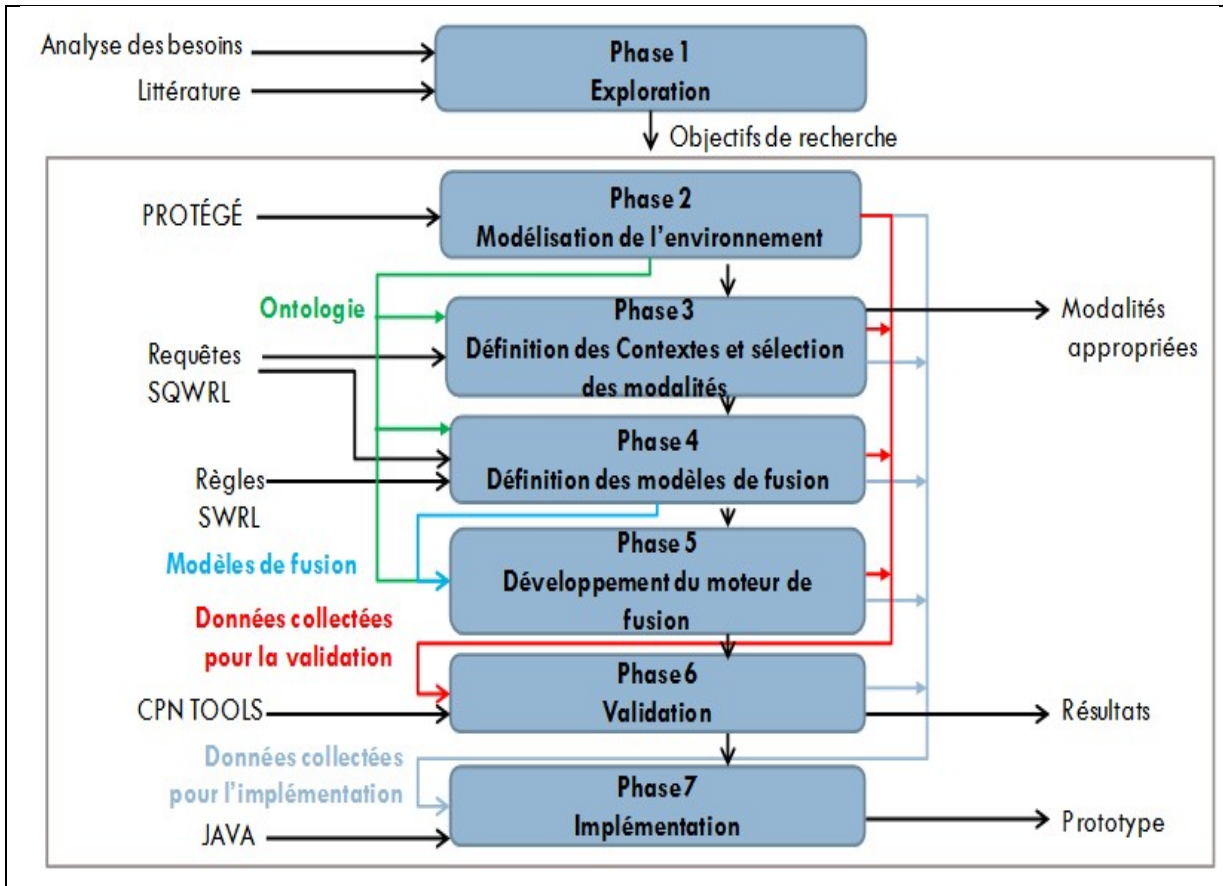 Analyse des besoins
Littérature
Phase 1
Exploration
Objectifs de recherche
PROTÉGÉ
Phase 2
Modélisation de l'environnement
Ontologie
Requêtes
SQWRL
Phase 3
Définition des Contextes et sélection
des modalités
Modalités
appropriées
Règles
SWRL
Phase 4
Définition des modèles de fusion
Modèles de fusion
Phase 5
Développement du moteur de
fusion
Données collectées
pour la validation
CPN TOOLS
Phase 6
Validation
Résultats
Données collectées
pour l'implémentation
JAVA
Phase 7
Implémentation
Prototype